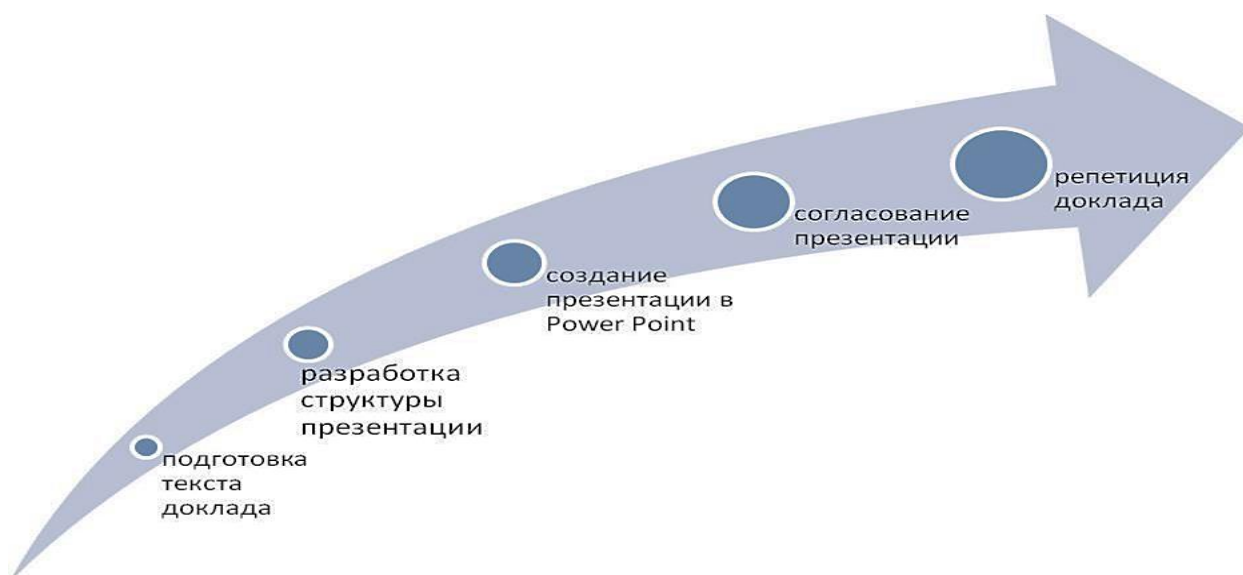 подготовка
текста
доклада
разработка
структуры
презентации
создание
презентации в
Power Point
согласование
презентации
репетиция
доклада